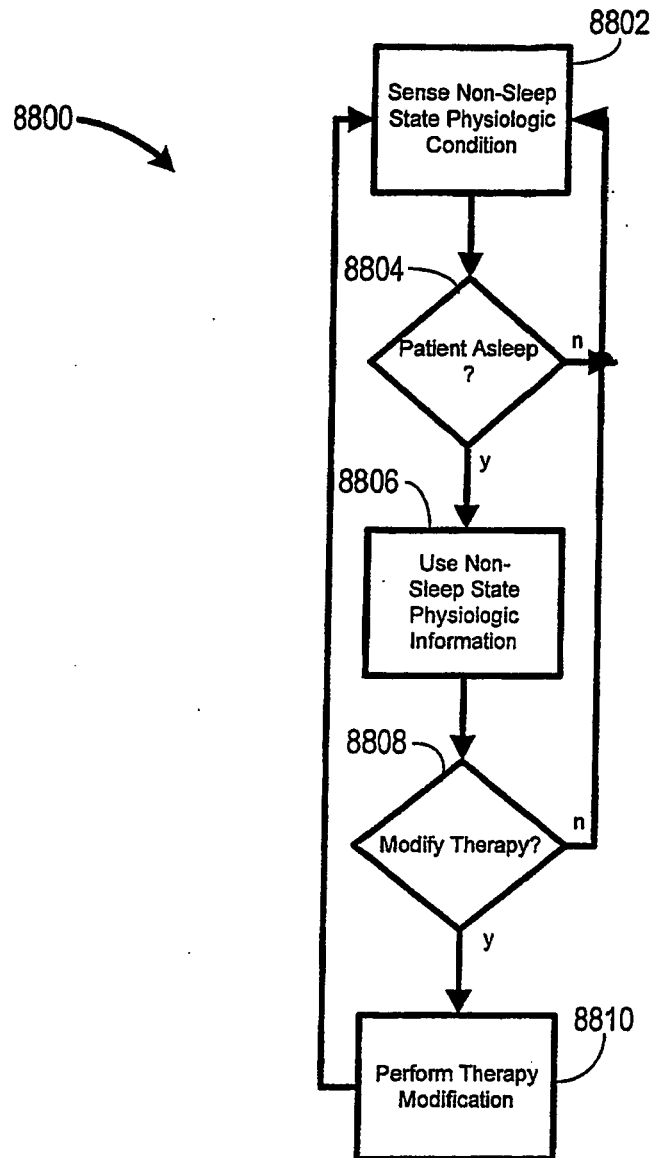 8802
8800
Sense Non-Sleep
State Physiologic
Condition
8804
Patient Asleep
?
n
y
8806
Use Non-
Sleep State
Physiologic
Information
8808
Modify Therapy?
n
y
8810
Perform Therapy
Modification